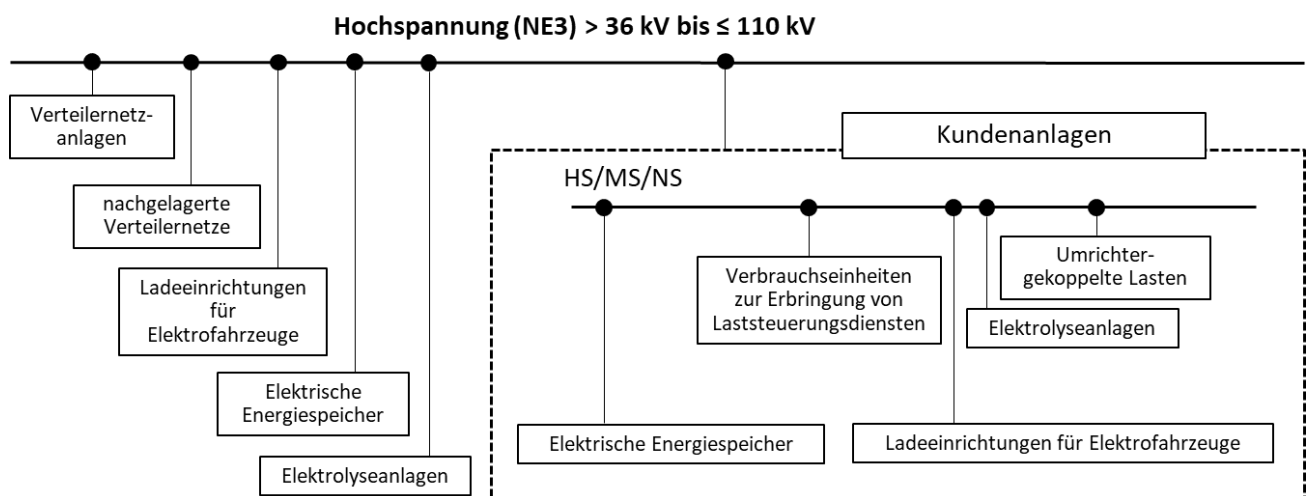 Hochspannung (NE3) > 36 kV bis ≤ 110 kV
Verteilernetz-
anlagen
nachgelagerte
Verteilernetze
Ladeeinrichtungen
für
Elektrofahrzeuge
Elektrische
Energiespeicher
Elektrolyseanlagen
Kundenanlagen
HS/MS/NS
Umrichter-
gekoppelte Lasten
Verbrauchseinheiten
zur Erbringung von
Laststeuerungsdiensten
Elektrolyseanlagen
Elektrische Energiespeicher
Ladeeinrichtungen für Elektrofahrzeuge